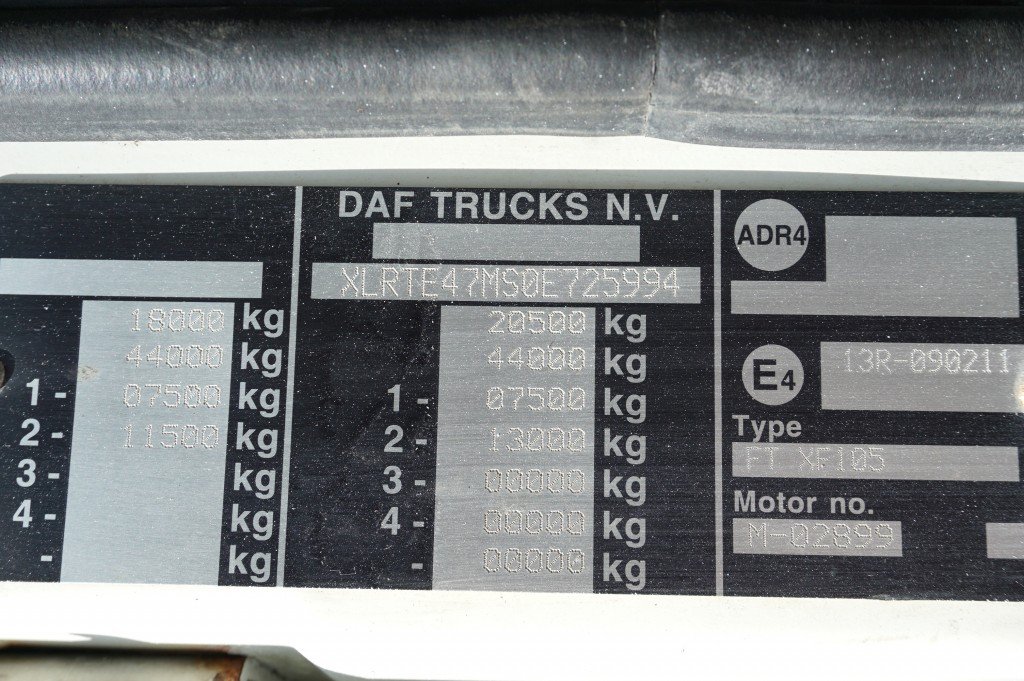 DAF TRUCKS N.V.
XLRTE47MS0E725994
18000 kg
44000 kg
1 - 07500 kg
2 - 11500 kg
3 - kg
4 - kg
- kg
20500 kg
44000 kg
1 - 07500 kg
2 - 13000 kg
3 - 00000 kg
4 - 00000 kg
- 00000 kg
ADR4
E4 13R-090211
Type
FT XF105
Motor no.
M-02899